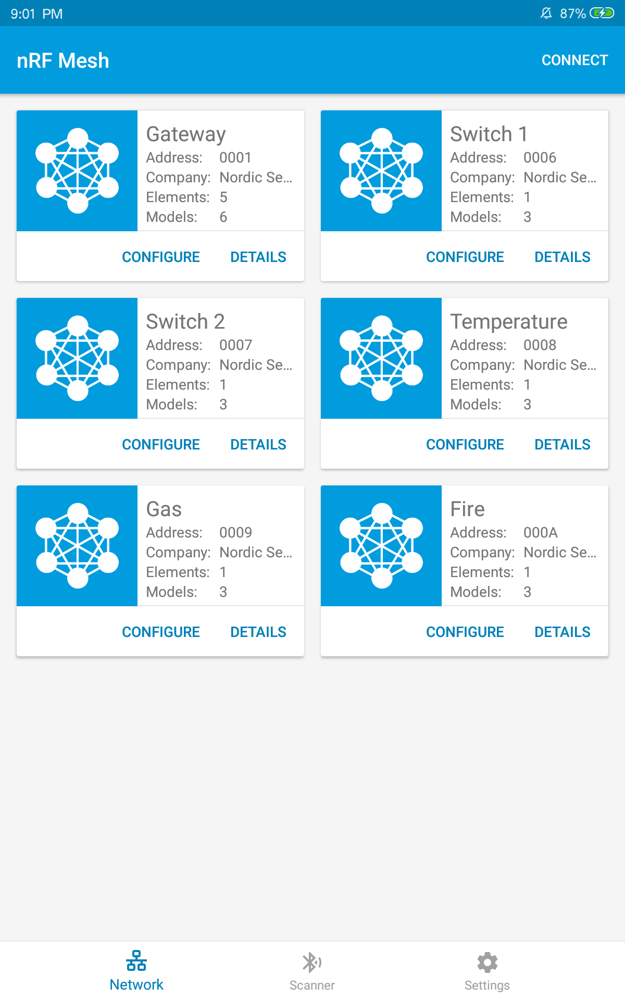 9:01 PM
87%
nRF Mesh
CONNECT
Gateway
Address: 0001
Company: Nordic Se...
Elements: 5
Models: 6
CONFIGURE DETAILS
Switch 1
Address: 0006
Company: Nordic Se...
Elements: 1
Models: 3
CONFIGURE DETAILS
Switch 2
Address: 0007
Company: Nordic Se...
Elements: 1
Models: 3
CONFIGURE DETAILS
Temperature
Address: 0008
Company: Nordic Se...
Elements: 1
Models: 3
CONFIGURE DETAILS
Gas
Address: 0009
Company: Nordic Se...
Elements: 1
Models: 3
CONFIGURE DETAILS
Fire
Address: 000A
Company: Nordic Se...
Elements: 1
Models: 3
CONFIGURE DETAILS
Network
Scanner
Settings